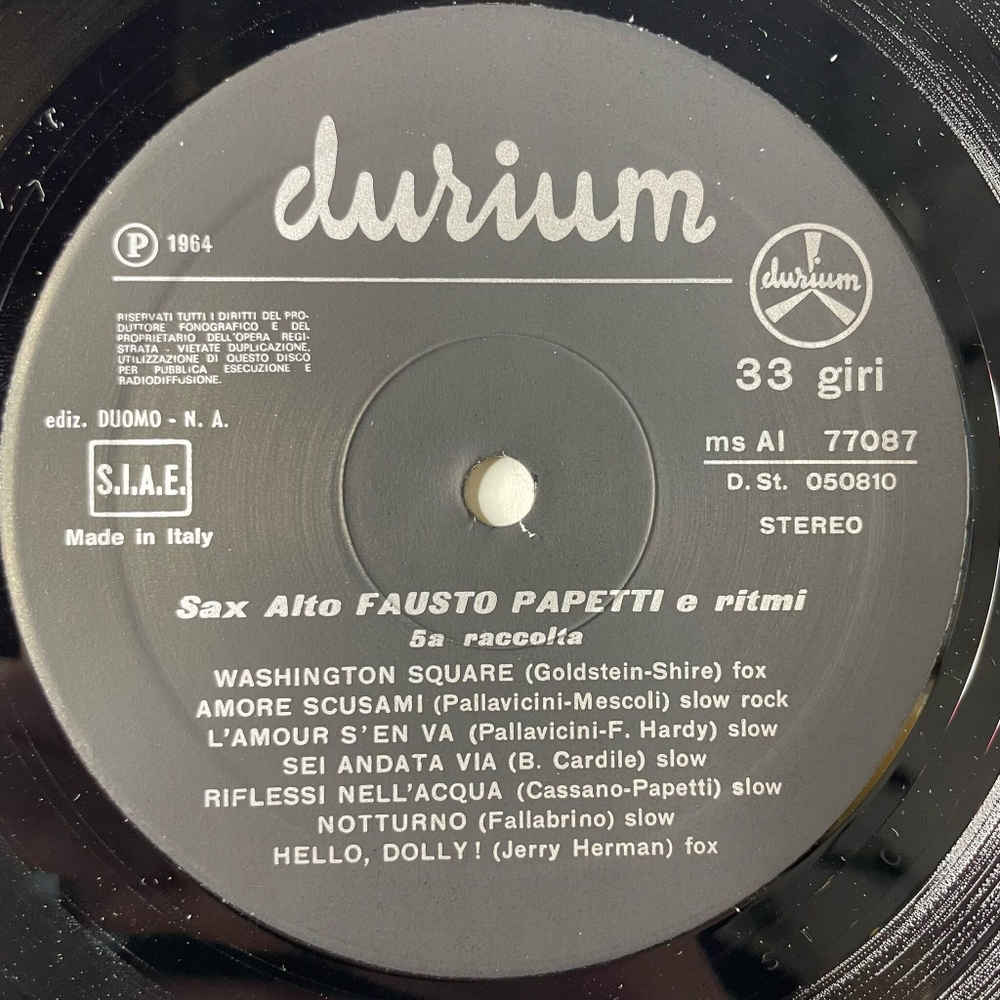 durium
P 1964
durium
RISERVATI TUTTI I DIRITTI DEL PRO-
DUTTORE FONOGRAFICO E DEL
PROPRIETARIO DELL'OPERA REGI-
STRATA - VIETATE DUPLICAZIONE,
UTILIZZAZIONE DI QUESTO DISCO
PER PUBBLICA ESECUZIONE E
RADIODIFFUSIONE.
33 giri
ediz. DUOMO - N. A.
S.I.A.E.
Made in Italy
ms AI 77087
D. St. 050810
STEREO
Sax Alto FAUSTO PAPETTI e ritmi
5a raccolta
WASHINGTON SQUARE (Goldstein-Shire) fox
AMORE SCUSAMI (Pallavicini-Mescoli) slow rock
L'AMOUR S'EN VA (Pallavicini-F. Hardy) slow
SEI ANDATA VIA (B. Cardile) slow
RIFLESSI NELL'ACQUA (Cassano-Papetti) slow
NOTTURNO (Fallabrino) slow
HELLO, DOLLY! (Jerry Herman) fox